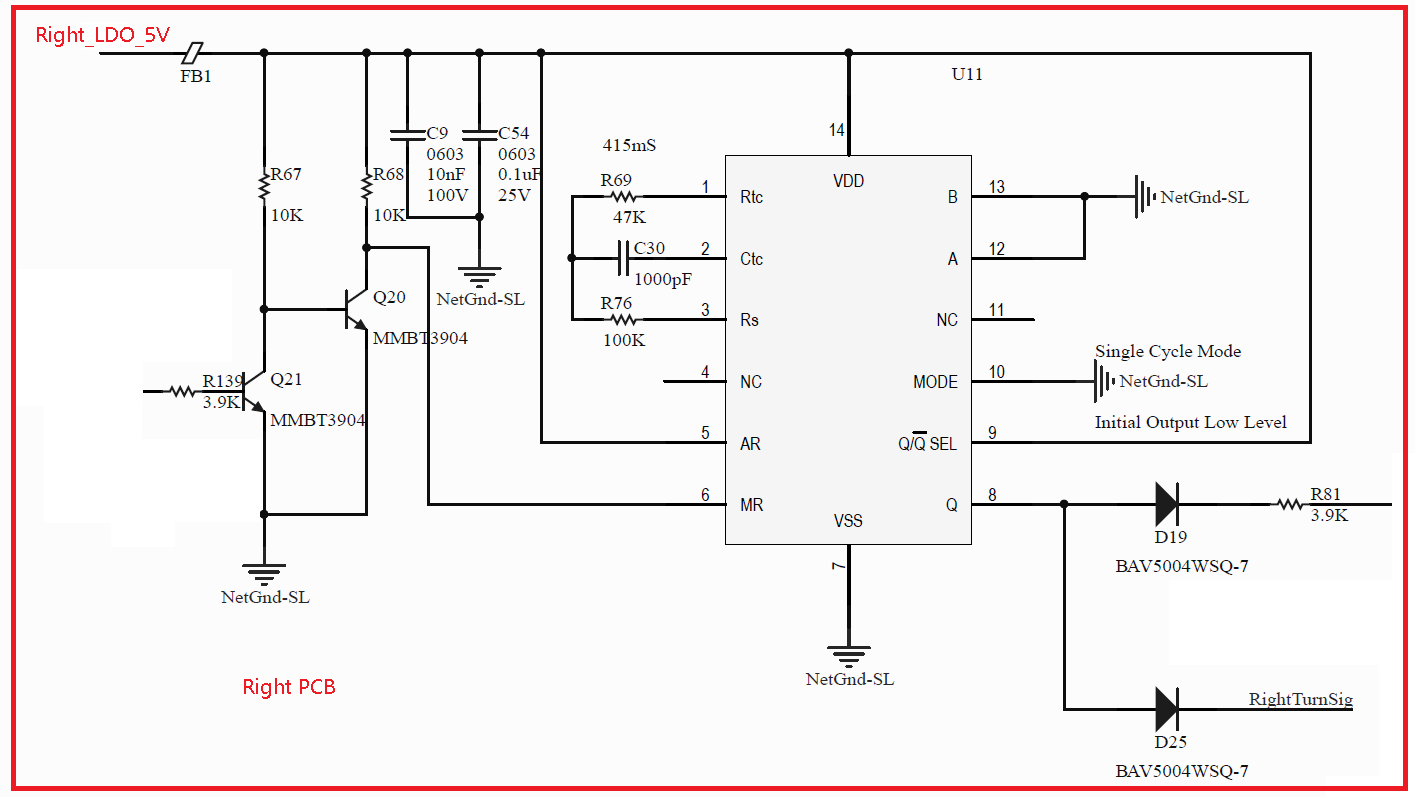 Right_LDO_5V
FB1
U11
14
C9
0603
10nF
100V
C54
0603
0.1uF
25V
415mS
R67
10K
R68
10K
R69
47K
1
Rtc
VDD
B
13
NetGnd-SL
C30
1000pF
2
Ctc
A
12
R76
100K
3
Rs
NC
11
NetGnd-SL
Q20
MMBT3904
R139
3.9K
Q21
MMBT3904
4
NC
MODE
10
Single Cycle Mode
NetGnd-SL
Initial Output Low Level
5
AR
Q/Q̅ SEL
9
6
MR
VSS
Q
8
R81
3.9K
D19
BAV5004WSQ-7
7
NetGnd-SL
NetGnd-SL
Right PCB
RightTurnSig
D25
BAV5004WSQ-7